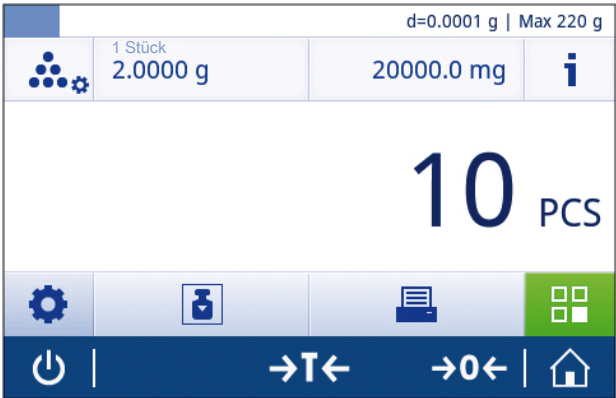 d=0.0001 g | Max 220 g
1 Stück
2.0000 g
20000.0 mg
i
10 PCS
→T←
→0←